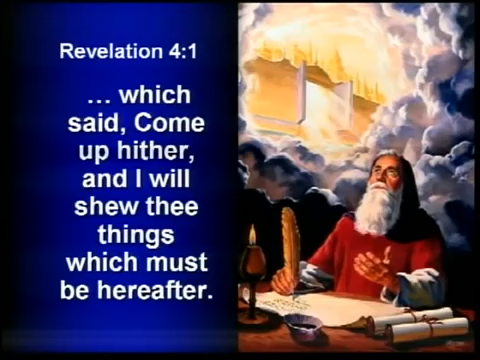 Revelation 4:1
… which
said, Come
up hither,
and I will
shew thee
things
which must
be hereafter.